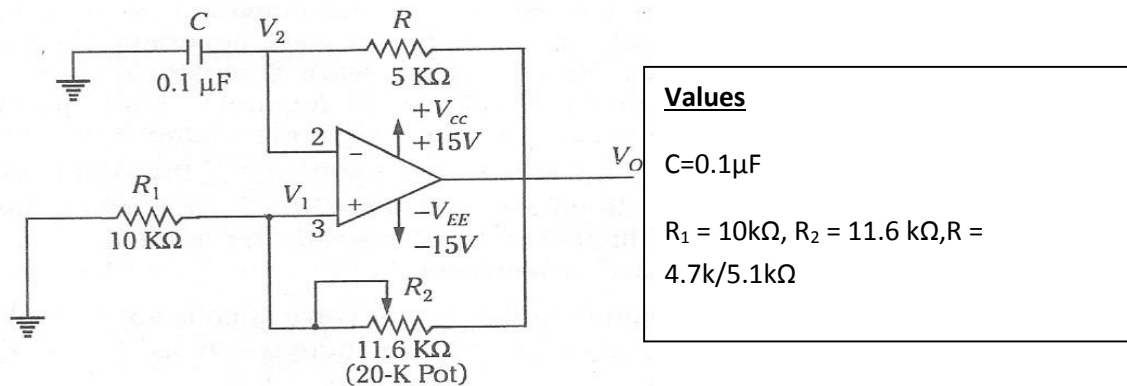 C
0.1 µF
V2
R
5 KΩ
+Vcc
+15V
2
−
VO
R1
10 KΩ
V1
+
3
−VEE
−15V
R2
11.6 KΩ
(20-K Pot)
Values
C=0.1µF
R1 = 10kΩ, R2 = 11.6 kΩ,R =
4.7k/5.1kΩ